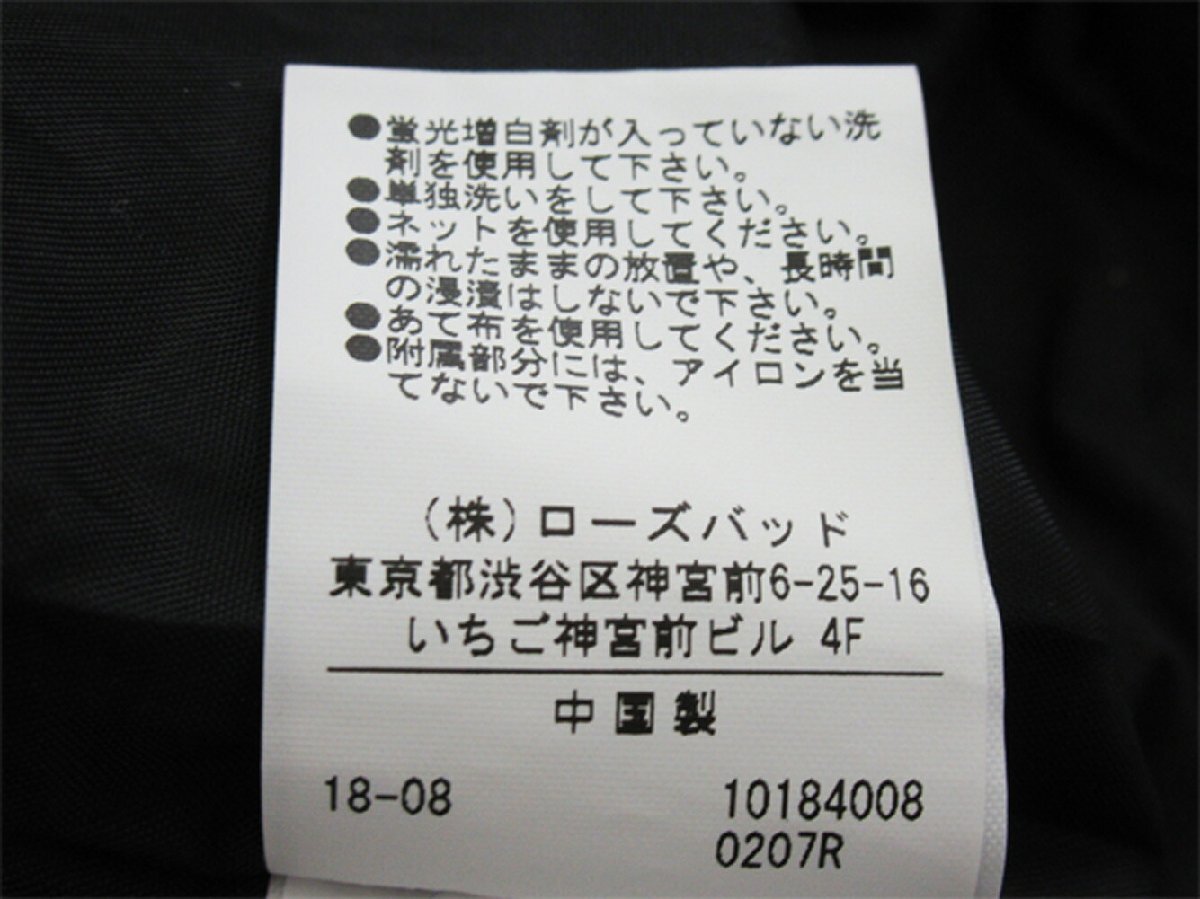 ●蛍光増白剤が入っていない洗
剤を使用して下さい。
●単独洗いをして下さい。
●ネットを使用してください。
●濡れたままの放置や、長時間
の浸漬はしないで下さい。
●あて布を使用してください。
●附属部分には、アイロンを当
てないで下さい。
(株)ローズバッド
東京都渋谷区神宮前6-25-16
いちご神宮前ビル 4F
中国製
18-08 10184008
0207R